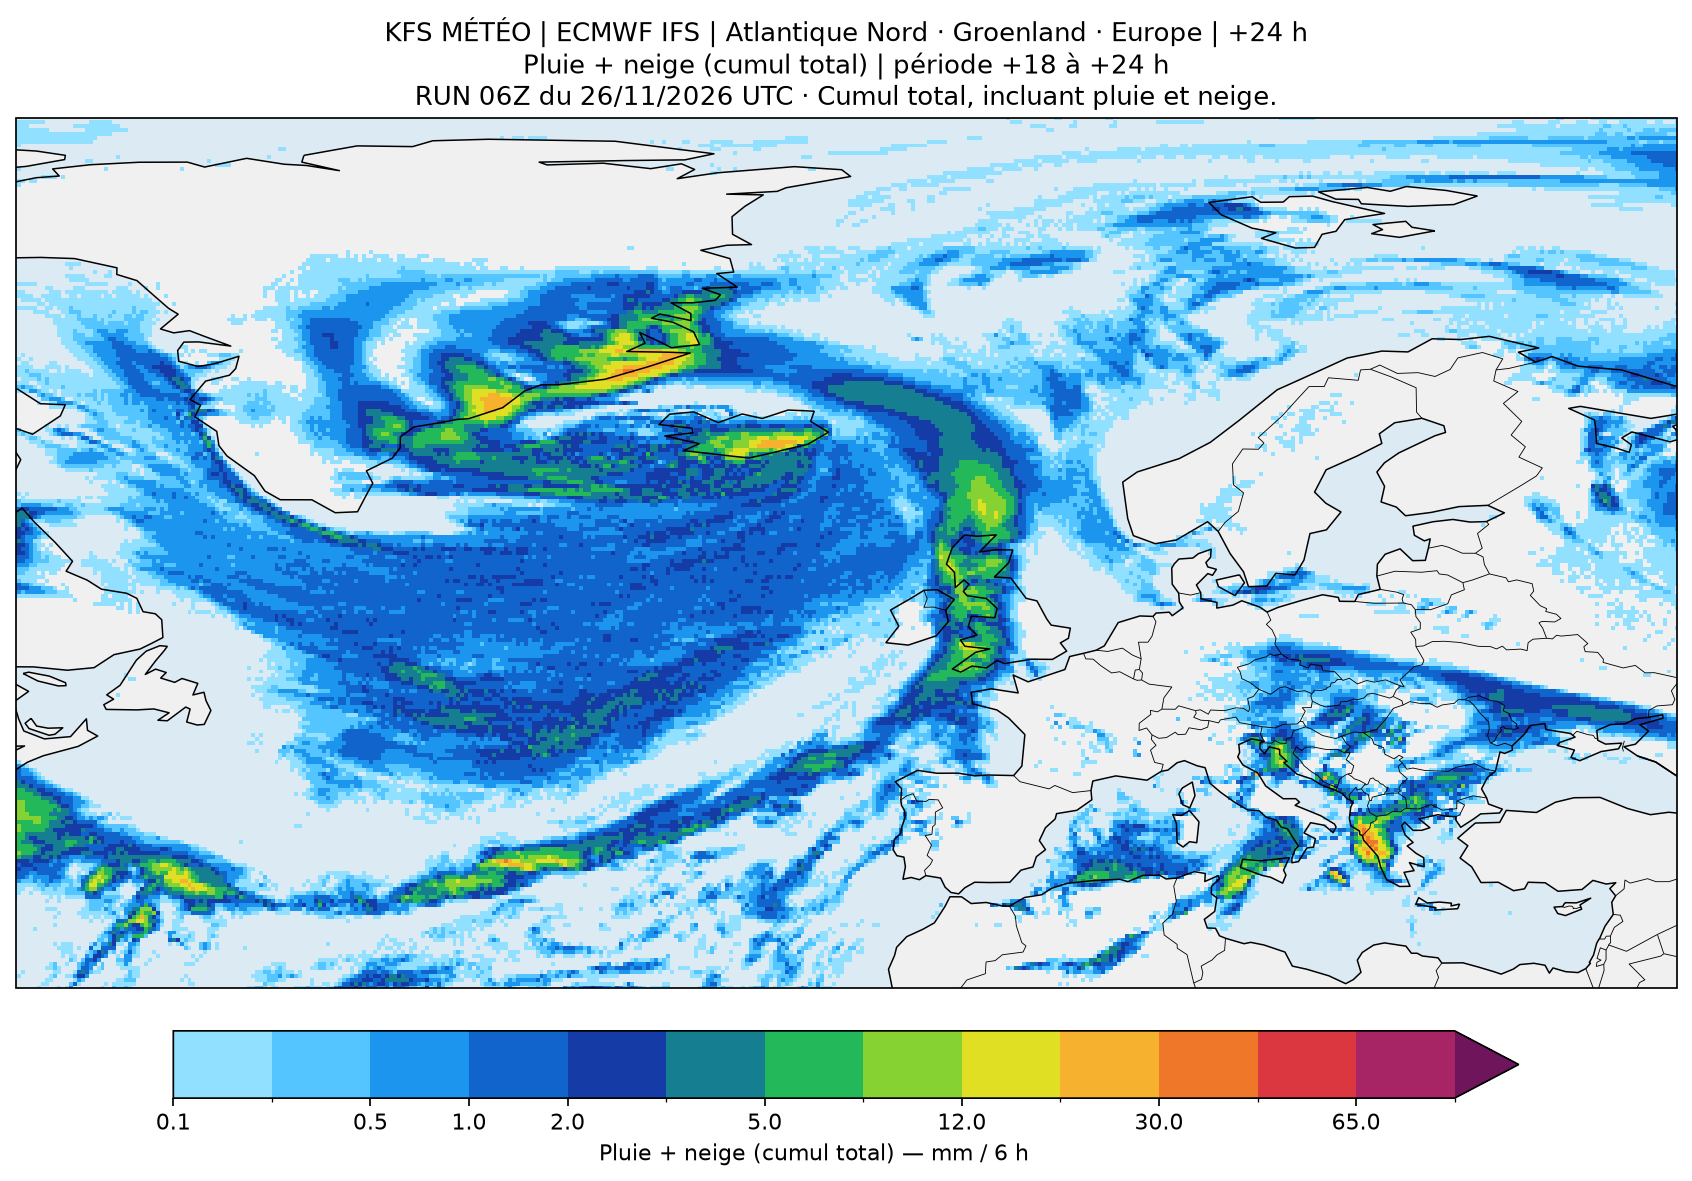 KFS MÉTÉO | ECMWF IFS | Atlantique Nord · Groenland · Europe | +24 h
Pluie + neige (cumul total) | période +18 à +24 h
RUN 06Z du 26/11/2026 UTC · Cumul total, incluant pluie et neige.
0.1 0.5 1.0 2.0 5.0 12.0 30.0 65.0
Pluie + neige (cumul total) — mm / 6 h